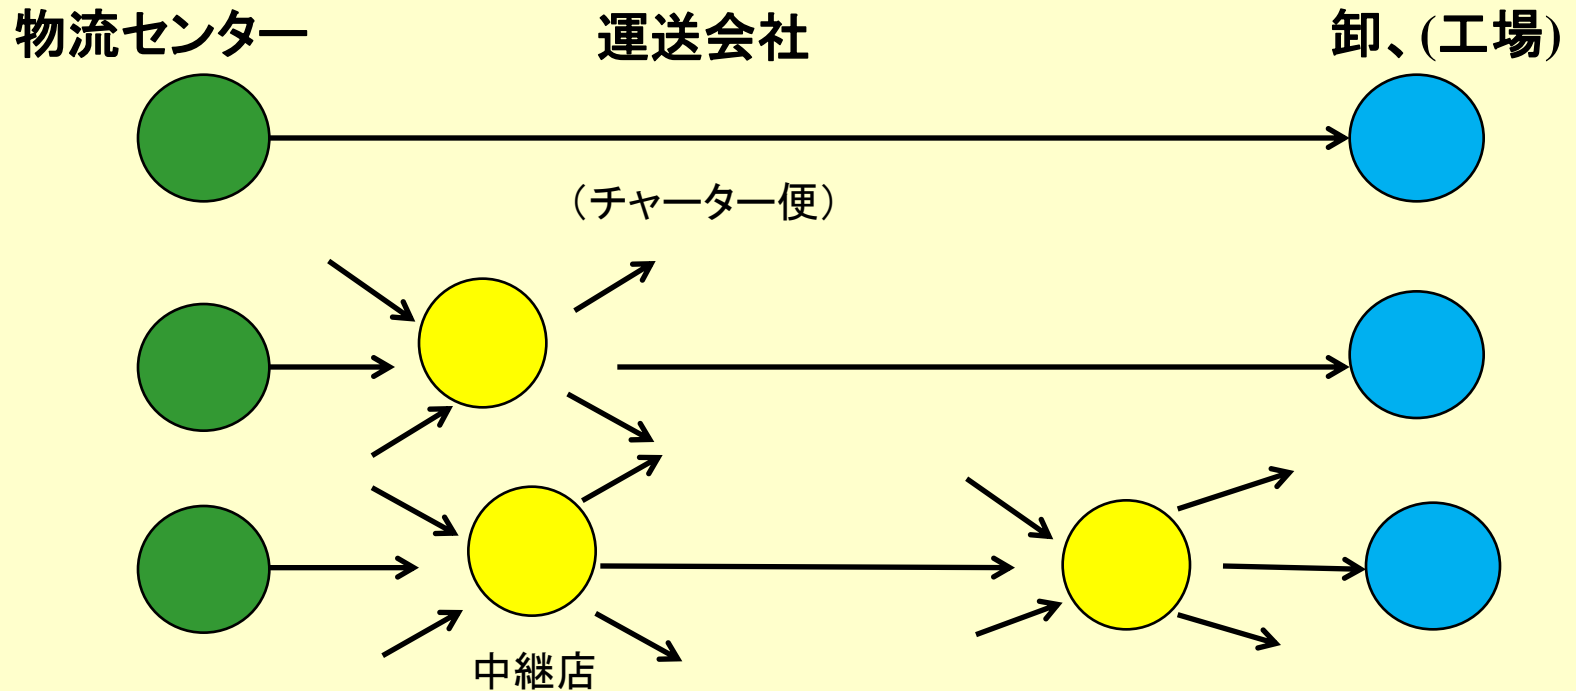 物流センター
運送会社
卸、(工場)
（チャーター便）
中継店